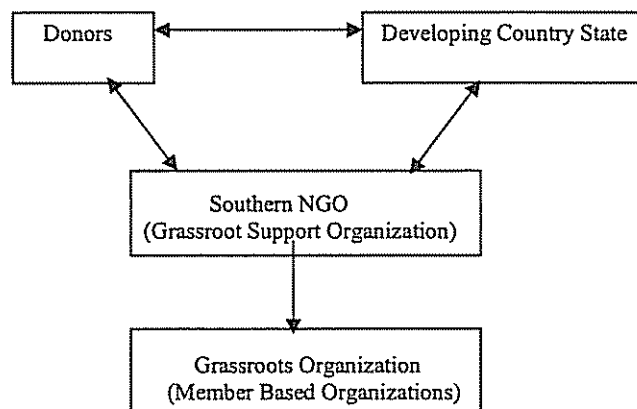 Donors
Developing Country State
Southern NGO
(Grassroot Support Organization)
Grassroots Organization
(Member Based Organizations)